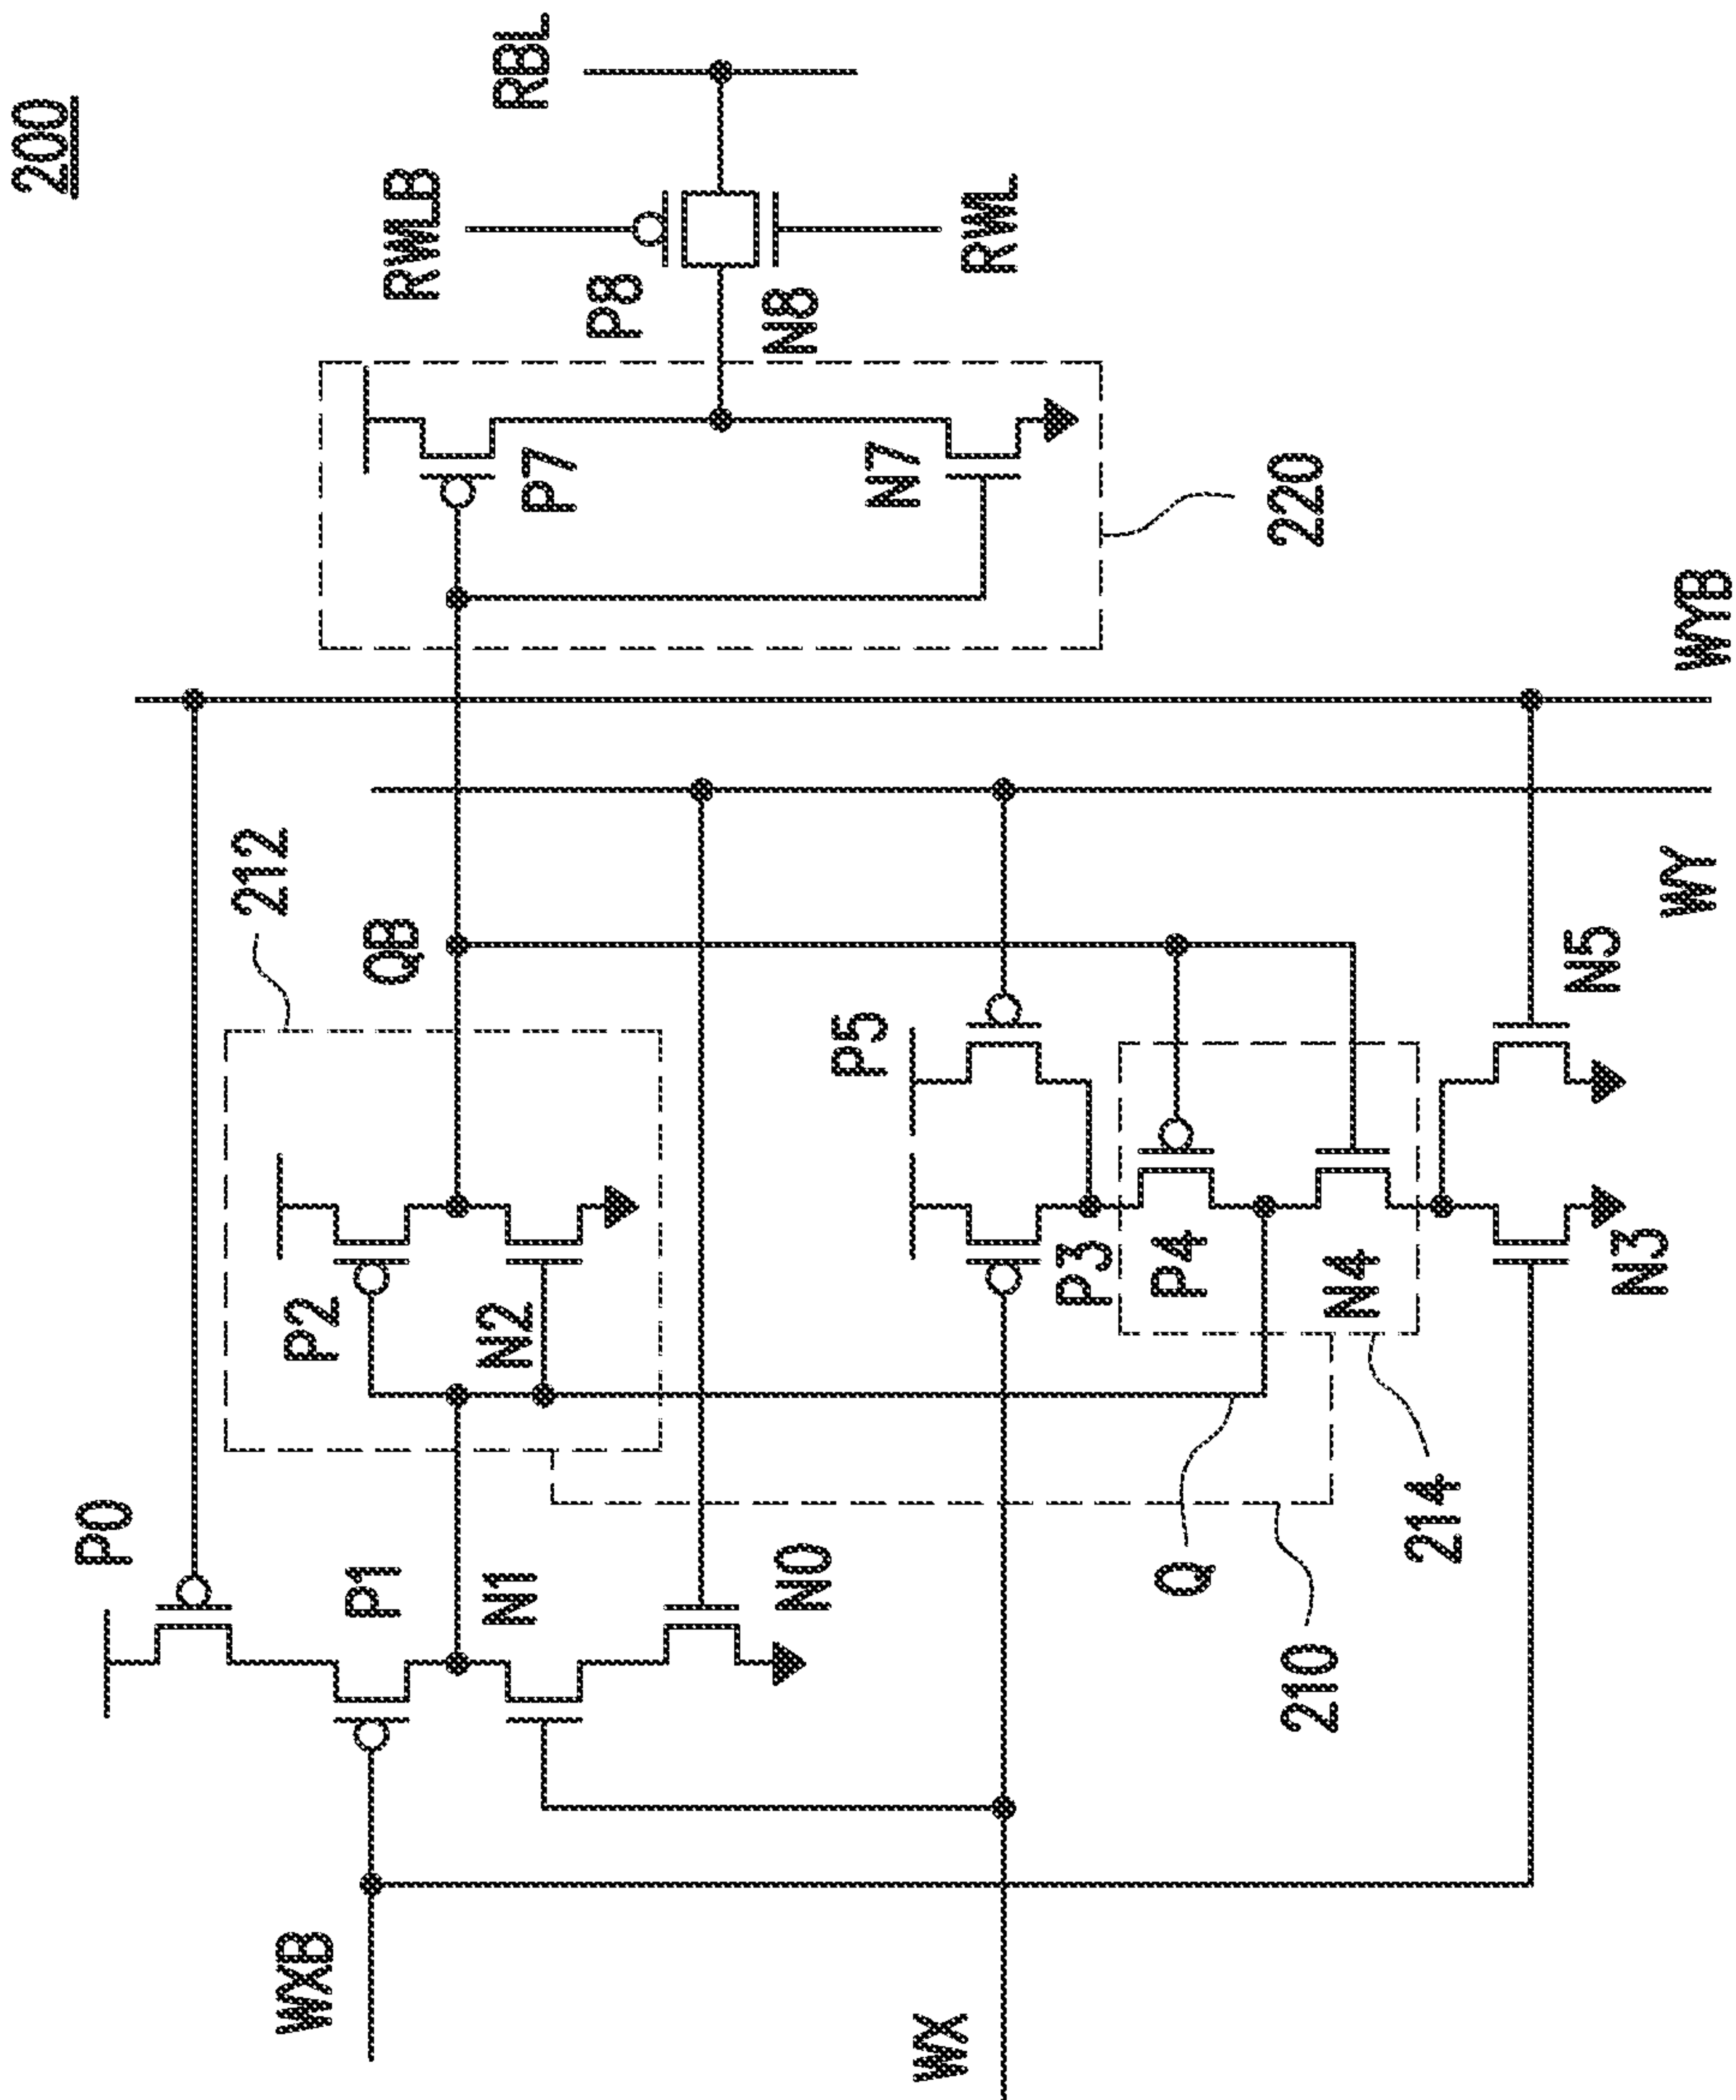 200
RBL
RWLB
P8
N8
RWL
P7
N7
220
WYB
212
QB
WY
P5
N5
P2
N2
P3
P4
N4
N3
P0
P1
N1
N0
Q
214
210
WXB
WX